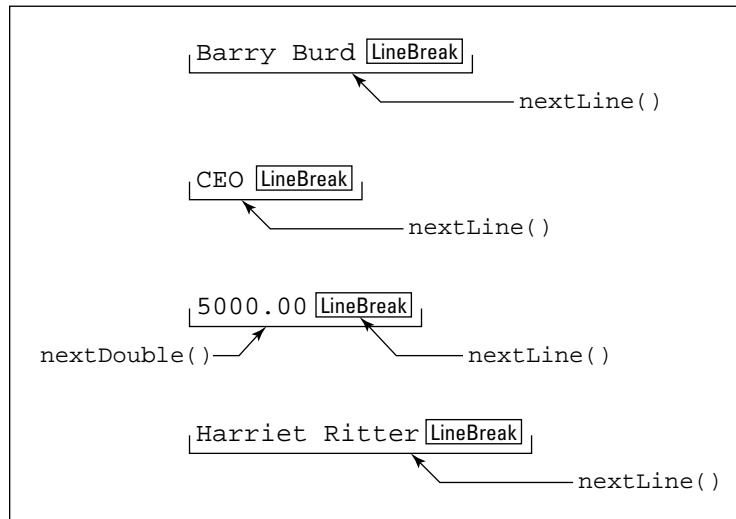 Barry Burd LineBreak
nextLine()
CEO LineBreak
nextLine()
5000.00 LineBreak
nextDouble() nextLine()
Harriet Ritter LineBreak
nextLine()